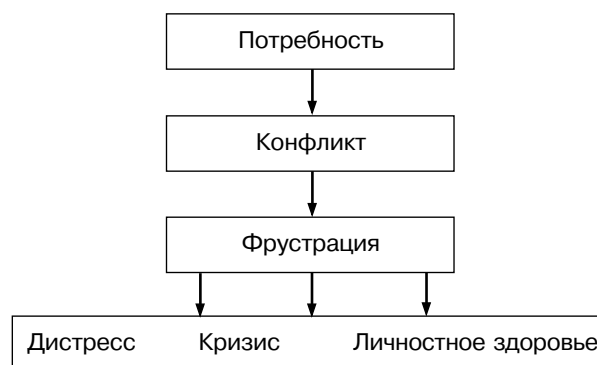 Потребность
Конфликт
Фрустрация
Дистресс Кризис Личностное здоровье